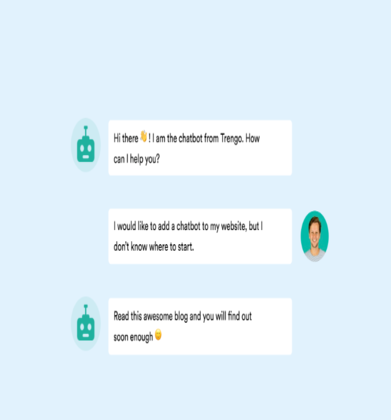 Hi there 👋! I am the chatbot from Trengo. How
can I help you?
I would like to add a chatbot to my website, but I
don't know where to start.
Read this awesome blog and you will find out
soon enough 😊